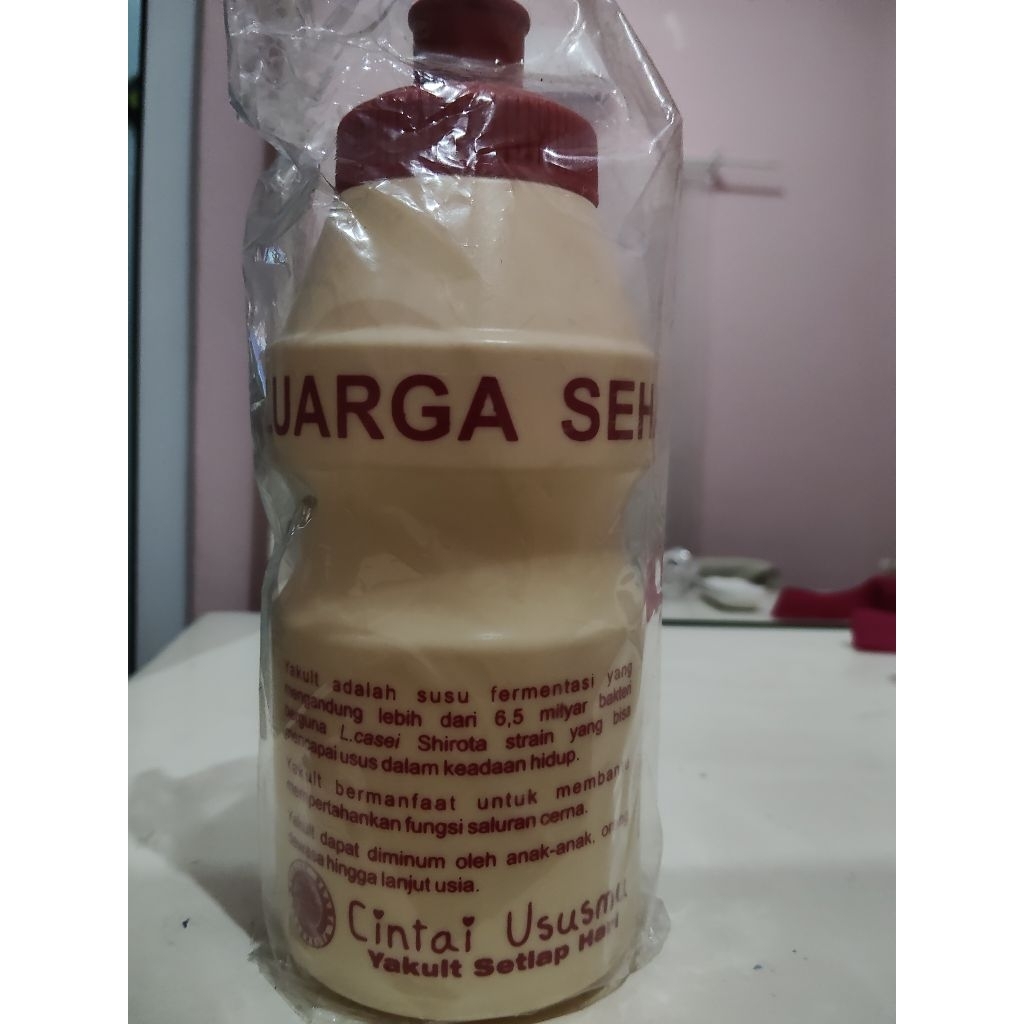 LUARGA SEHA
Yakult adalah susu fermentasi yang
mengandung lebih dari 6,5 milyar bakteri
berguna L.casei Shirota strain yang bisa
mencapai usus dalam keadaan hidup.
Yakult bermanfaat untuk membantu
mempertahankan fungsi saluran cerna.
Yakult dapat diminum oleh anak-anak, orang
dewasa hingga lanjut usia.
Cintai Ususmu
Yakult Setiap Hari